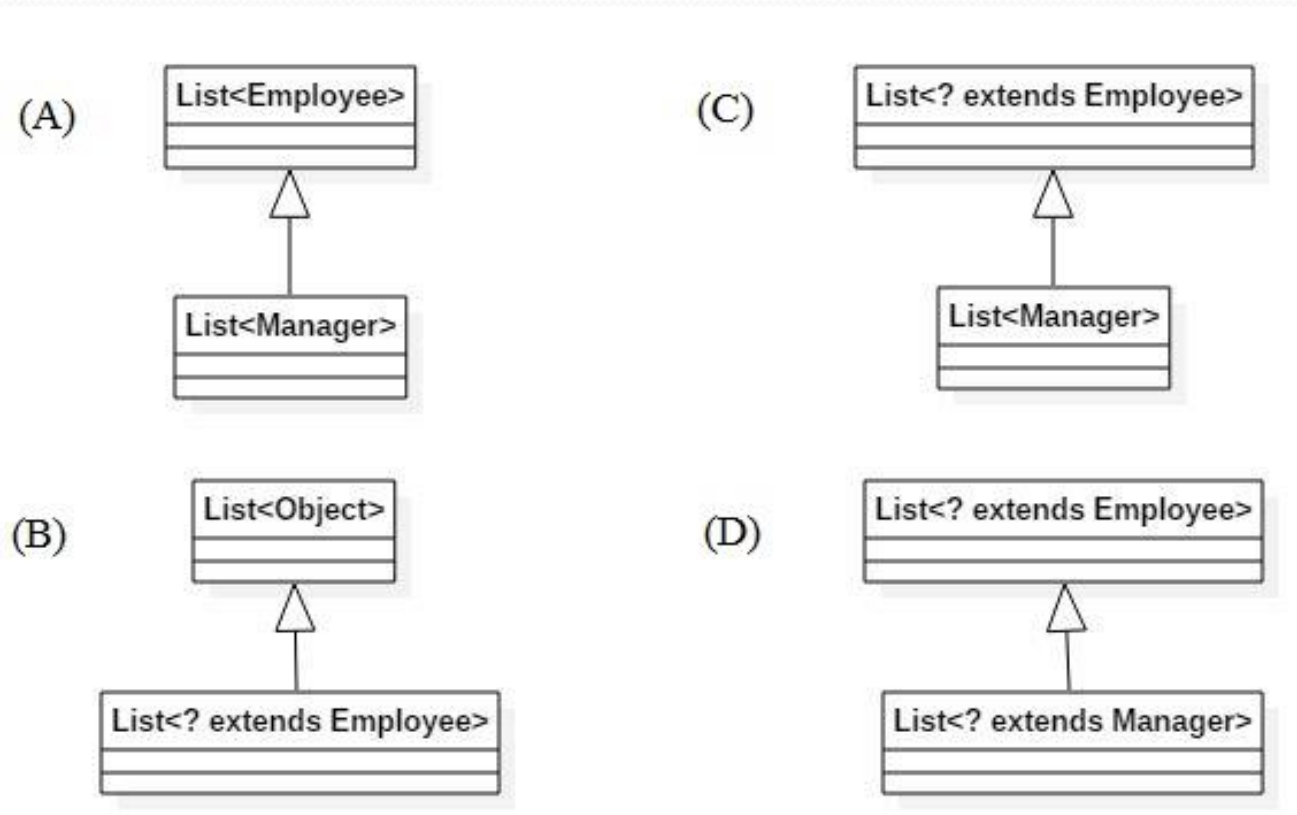 (A)
List<Employee>
List<Manager>
(B)
List<Object>
List<? extends Employee>
(C)
List<? extends Employee>
List<Manager>
(D)
List<? extends Employee>
List<? extends Manager>